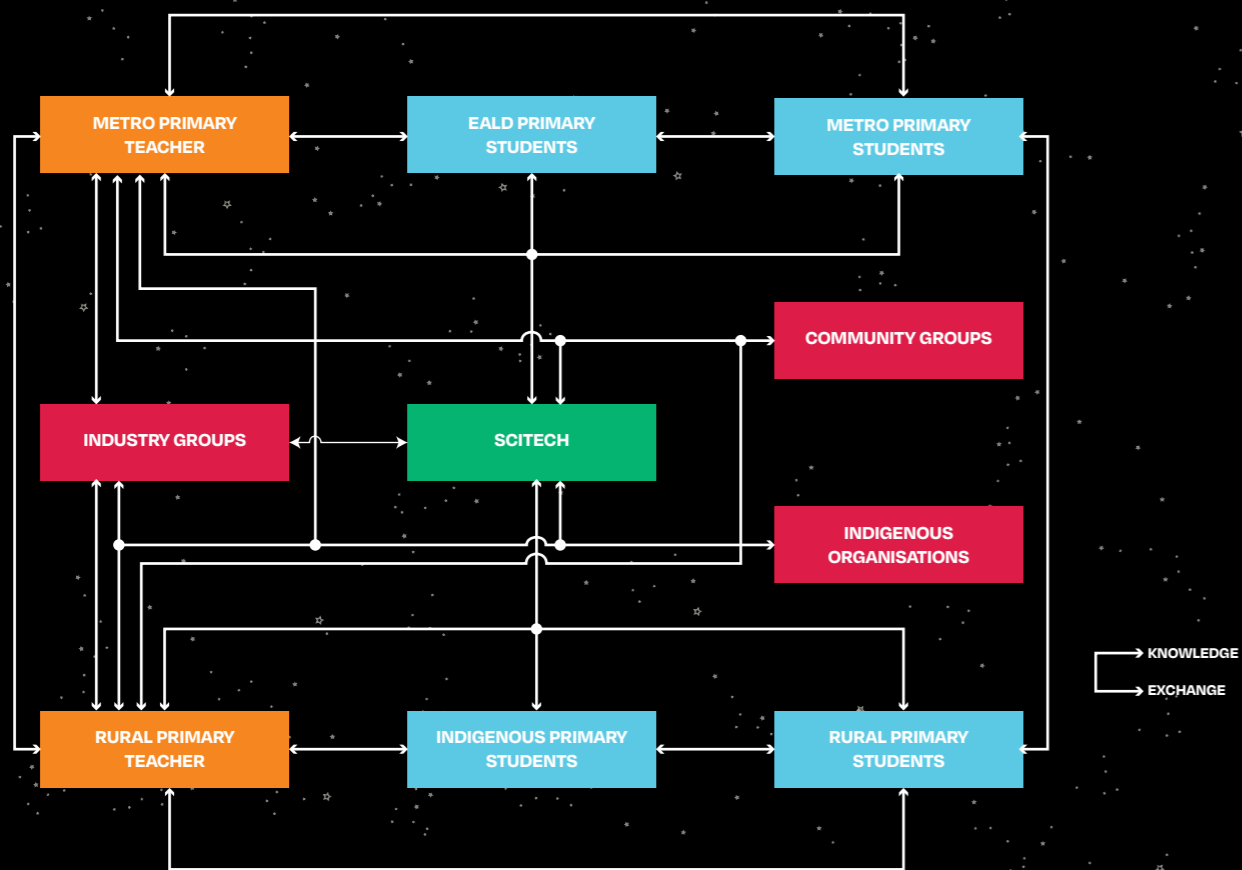 METRO PRIMARY
TEACHER
EALD PRIMARY
STUDENTS
METRO PRIMARY
STUDENTS
COMMUNITY GROUPS
INDUSTRY GROUPS
SCITECH
INDIGENOUS
ORGANISATIONS
KNOWLEDGE
EXCHANGE
RURAL PRIMARY
TEACHER
INDIGENOUS PRIMARY
STUDENTS
RURAL PRIMARY
STUDENTS